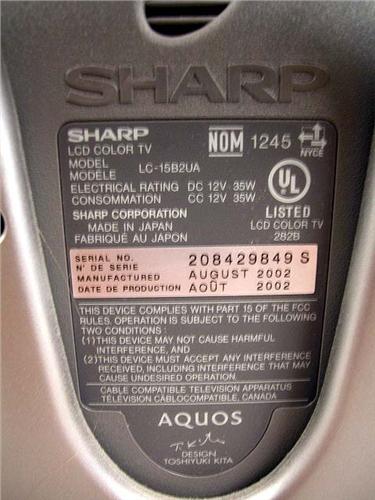 SHARP
SHARP
LCD COLOR TV
NOM 1245 NYCE
MODEL
MODÈLE LC-15B2UA
ELECTRICAL RATING DC 12V 35W
CONSOMMATION CC 12V 35W
UL
SHARP CORPORATION
MADE IN JAPAN
FABRIQUÉ AU JAPON
LISTED
LCD COLOR TV
282B
SERIAL NO. 208429849 S
N° DE SERIE
MANUFACTURED AUGUST 2002
DATE DE PRODUCTION AOÛT 2002
THIS DEVICE COMPLIES WITH PART 15 OF THE FCC
RULES. OPERATION IS SUBJECT TO THE FOLLOWING
TWO CONDITIONS :
(1)THIS DEVICE MAY NOT CAUSE HARMFUL
INTERFERENCE, AND
(2)THIS DEVICE MUST ACCEPT ANY INTERFERENCE
RECEIVED, INCLUDING INTERFERENCE THAT MAY
CAUSE UNDESIRED OPERATION.
CABLE COMPATIBLE TELEVISION APPARATUS
TÉLÉVISION CÂBLOCOMPATIBLE, CANADA
AQUOS
DESIGN
TOSHIYUKI KITA